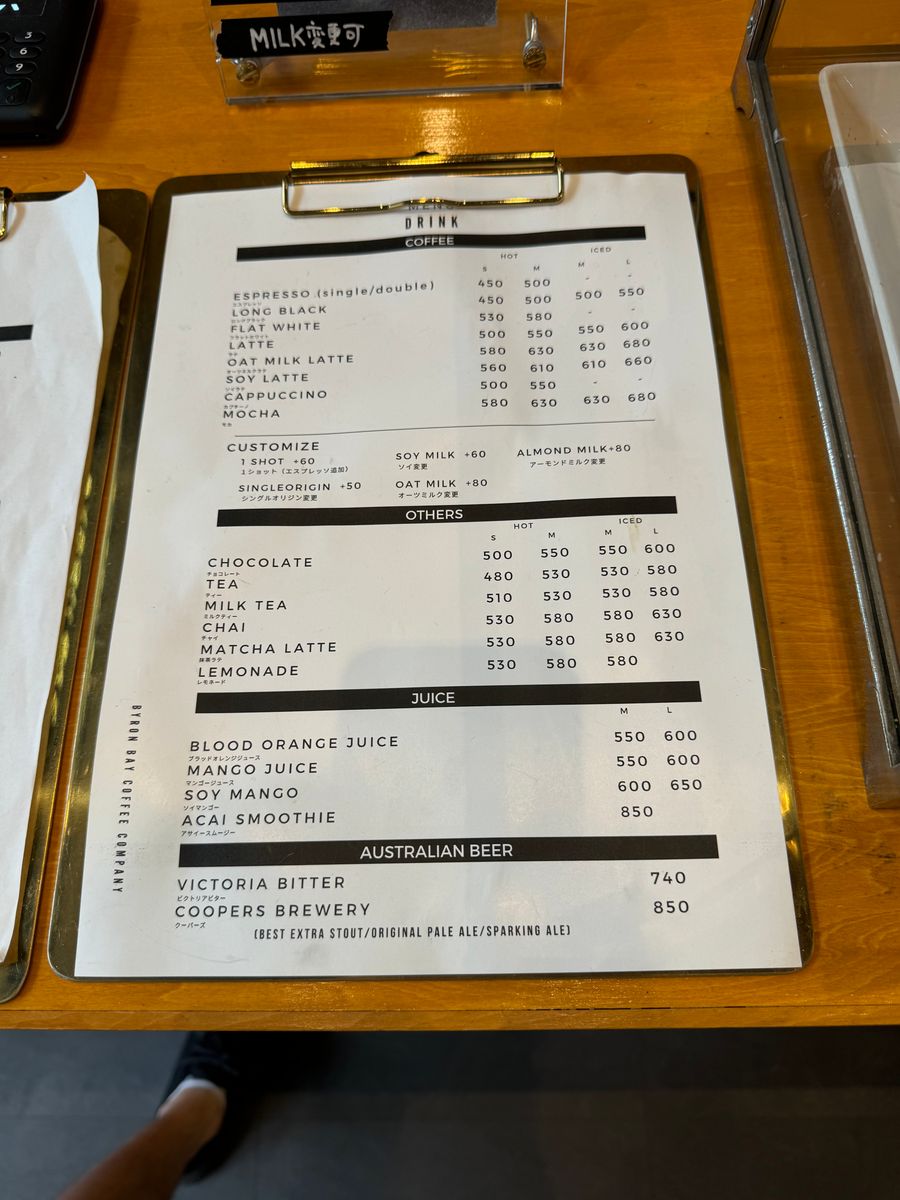 3
6
9
MILK変更可
MENU
DRINK
COFFEE
HOT ICED
S M M L
ESPRESSO (single/double) 450 500 - -
エスプレッソ
LONG BLACK 450 500 500 550
ロングブラック
FLAT WHITE 530 580 - -
フラットホワイト
LATTE 500 550 550 600
ラテ
OAT MILK LATTE 580 630 630 680
オーツミルクラテ
SOY LATTE 560 610 610 660
ソイラテ
CAPPUCCINO 500 550 - -
カプチーノ
MOCHA 580 630 630 680
モカ
CUSTOMIZE
1 SHOT +60 SOY MILK +60 ALMOND MILK+80
1ショット（エスプレッソ追加） ソイ変更 アーモンドミルク変更
SINGLEORIGIN +50 OAT MILK +80
シングルオリジン変更 オーツミルク変更
OTHERS
HOT ICED
S M M L
CHOCOLATE 500 550 550 600
チョコレート
TEA 480 530 530 580
ティー
MILK TEA 510 530 530 580
ミルクティー
CHAI 530 580 580 630
チャイ
MATCHA LATTE 530 580 580 630
抹茶ラテ
LEMONADE 530 580 580
レモネード
JUICE
M L
BLOOD ORANGE JUICE 550 600
ブラッドオレンジジュース
MANGO JUICE 550 600
マンゴージュース
SOY MANGO 600 650
ソイマンゴー
ACAI SMOOTHIE 850
アサイースムージー
AUSTRALIAN BEER
VICTORIA BITTER 740
ビクトリアビター
COOPERS BREWERY 850
クーパーズ
(BEST EXTRA STOUT/ORIGINAL PALE ALE/SPARKING ALE)
BYRON BAY COFFEE COMPANY